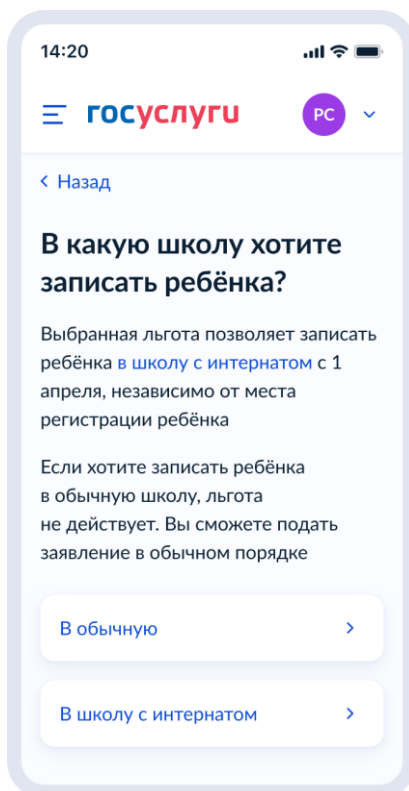 14:20
госуслуги
РС
Назад
В какую школу хотите
записать ребёнка?
Выбранная льгота позволяет записать
ребёнка в школу с интернатом с 1
апреля, независимо от места
регистрации ребёнка
Если хотите записать ребёнка
в обычную школу, льгота
не действует. Вы сможете подать
заявление в обычном порядке
В обычную
В школу с интернатом